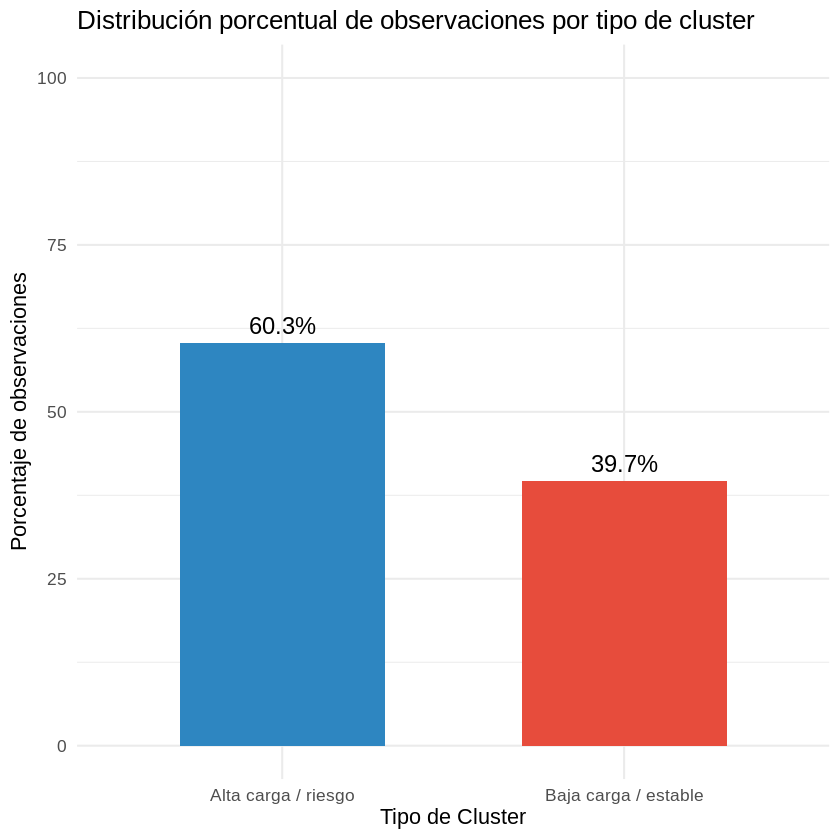 Distribución porcentual de observaciones por tipo de cluster
Porcentaje de observaciones
100
75
50
25
0
60.3%
39.7%
Alta carga / riesgo
Baja carga / estable
Tipo de Cluster